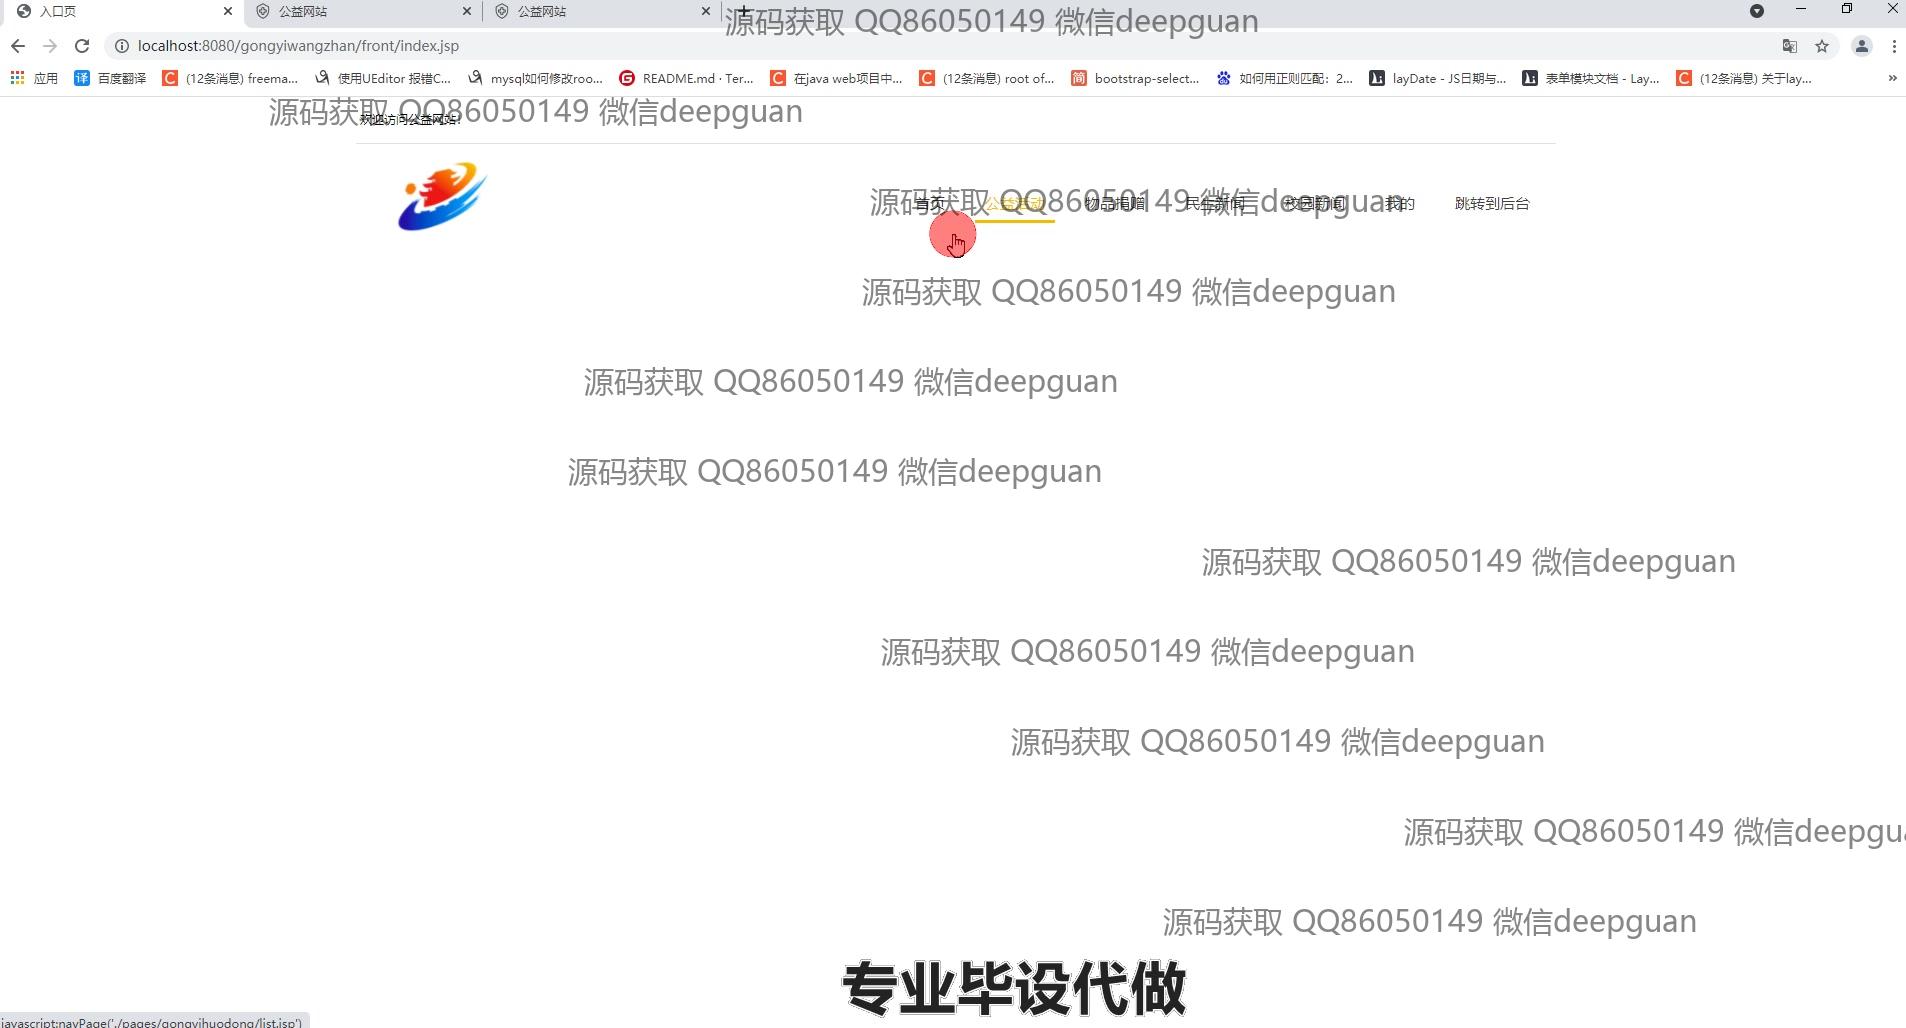 入口页
公益网站
公益网站
源码获取 QQ86050149 微信deepguan
localhost:8080/gongyiwangzhan/front/index.jsp
应用
百度翻译
(12条消息) freema...
使用UEditor 报错C...
mysql如何修改roo...
README.md · Ter...
在java web项目中...
(12条消息) root of...
bootstrap-select...
如何用正则匹配：2...
layDate - JS日期与...
表单模块文档 - Lay...
(12条消息) 关于lay...
源码获取 QQ86050149 微信deepguan
欢迎访问公益网站!
源码获取 QQ86050149 微信deepguan
首页
公益活动
物品捐赠
民生新闻
校园新闻
我的
跳转到后台
源码获取 QQ86050149 微信deepguan
源码获取 QQ86050149 微信deepguan
源码获取 QQ86050149 微信deepguan
源码获取 QQ86050149 微信deepguan
源码获取 QQ86050149 微信deepguan
源码获取 QQ86050149 微信deepguan
源码获取 QQ86050149 微信deepgu
源码获取 QQ86050149 微信deepguan
专业毕设代做
javascript:navPage('./pages/gongyihuodong/list.jsp')